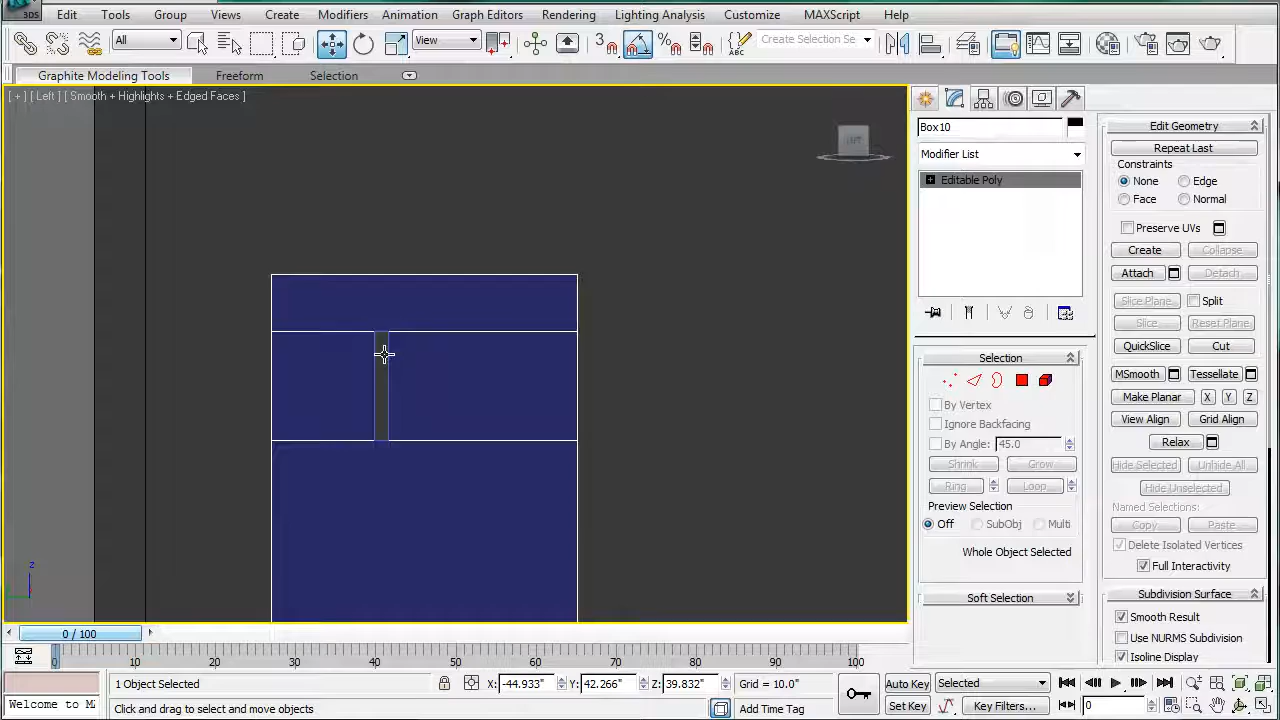 3DS
Edit Tools Group Views Create Modifiers Animation Graph Editors Rendering Lighting Analysis Customize MAXScript Help
All View 3 % ABC Create Selection Se
Graphite Modeling Tools Freeform Selection
[ + ] [ Left ] [ Smooth + Highlights + Edged Faces ]
Box10
Modifier List
Editable Poly
Selection
By Vertex
Ignore Backfacing
By Angle: 45.0
Shrink Grow
Ring Loop
Preview Selection
Off SubObj Multi
Whole Object Selected
Soft Selection
Edit Geometry
Repeat Last
Constraints
None Edge
Face Normal
Preserve UVs
Create Collapse
Attach Detach
Slice Plane Split
Slice Reset Plane
QuickSlice Cut
MSmooth Tessellate
Make Planar X Y Z
View Align Grid Align
Relax
Hide Selected Unhide All
Hide Unselected
Named Selections:
Copy Paste
Delete Isolated Vertices
Full Interactivity
Subdivision Surface
Smooth Result
Use NURMS Subdivision
Isoline Display
z
0 / 100
0 10 20 30 40 50 60 70 80 90 100
1 Object Selected X: -44.933" Y: 42.266" Z: 39.832" Grid = 10.0" Auto Key Selected
Welcome to M Click and drag to select and move objects Add Time Tag Set Key Key Filters... 0